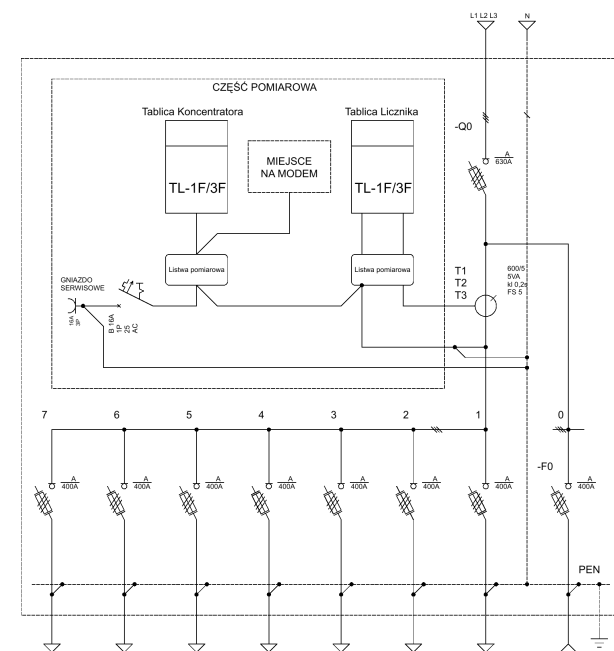 L1 L2 L3 N
CZĘŚĆ POMIAROWA
Tablica Koncentratora
Tablica Licznika
-Q0
A
630A
MIEJSCE
NA MODEM
TL-1F/3F
TL-1F/3F
Listwa pomiarowa
Listwa pomiarowa
GNIAZDO
SERWISOWE
16A
3P
B 16A
1P
25
AC
T1
T2
T3
600/5
5VA
kl 0,2s
FS 5
7 6 5 4 3 2 1 0
-F0
A
400A
A
400A
A
400A
A
400A
A
400A
A
400A
A
400A
A
400A
PEN